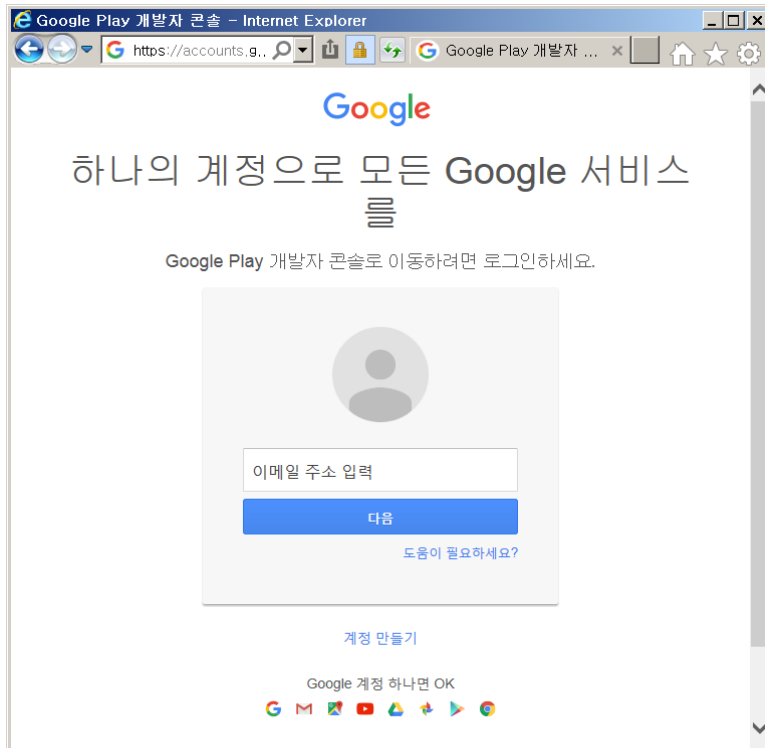 Google Play 개발자 콘솔 - Internet Explorer
https://accounts.g..
Google Play 개발자 ...
Google
하나의 계정으로 모든 Google 서비스
를
Google Play 개발자 콘솔로 이동하려면 로그인하세요.
이메일 주소 입력
다음
도움이 필요하세요?
계정 만들기
Google 계정 하나면 OK